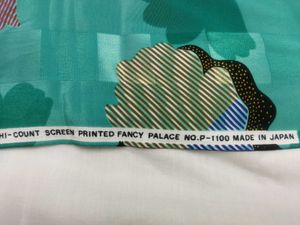 HI-COUNT SCREEN PRINTED FANCY PALACE NO.P-1100 MADE IN JAPAN